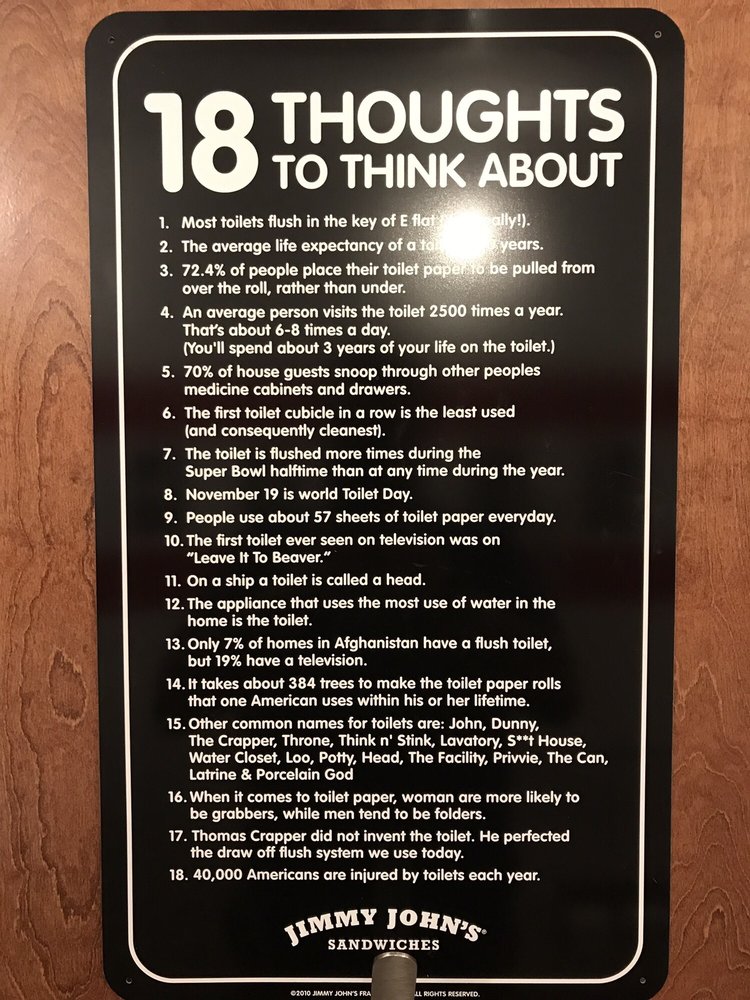 18 THOUGHTS
TO THINK ABOUT
1. Most toilets flush in the key of E flat
2. The average life expectancy of a years.
3. 72.4% of people place their toilet paper to be pulled from
over the roll, rather than under.
4. An average person visits the toilet 2500 times a year.
That's about 6-8 times a day.
(You'll spend about 3 years of your life on the toilet.)
5. 70% of house guests snoop through other peoples
medicine cabinets and drawers.
6. The first toilet cubicle in a row is the least used
(and consequently cleanest).
7. The toilet is flushed more times during the
Super Bowl halftime than at any time during the year.
8. November 19 is world Toilet Day.
9. People use about 57 sheets of toilet paper everyday.
10. The first toilet ever seen on television was on
"Leave It To Beaver."
11. On a ship a toilet is called a head.
12. The appliance that uses the most use of water in the
home is the toilet.
13. Only 7% of homes in Afghanistan have a flush toilet,
but 19% have a television.
14. It takes about 384 trees to make the toilet paper rolls
that one American uses within his or her lifetime.
15. Other common names for toilets are: John, Dunny,
The Crapper, Throne, Think n' Stink, Lavatory, S**t House,
Water Closet, Loo, Potty, Head, The Facility, Privvie, The Can,
Latrine & Porcelain God
16. When it comes to toilet paper, woman are more likely to
be grabbers, while men tend to be folders.
17. Thomas Crapper did not invent the toilet. He perfected
the draw off flush system we use today.
18. 40,000 Americans are injured by toilets each year.
JIMMY JOHN'S®
SANDWICHES
©2010 JIMMY JOHN'S ALL RIGHTS RESERVED.